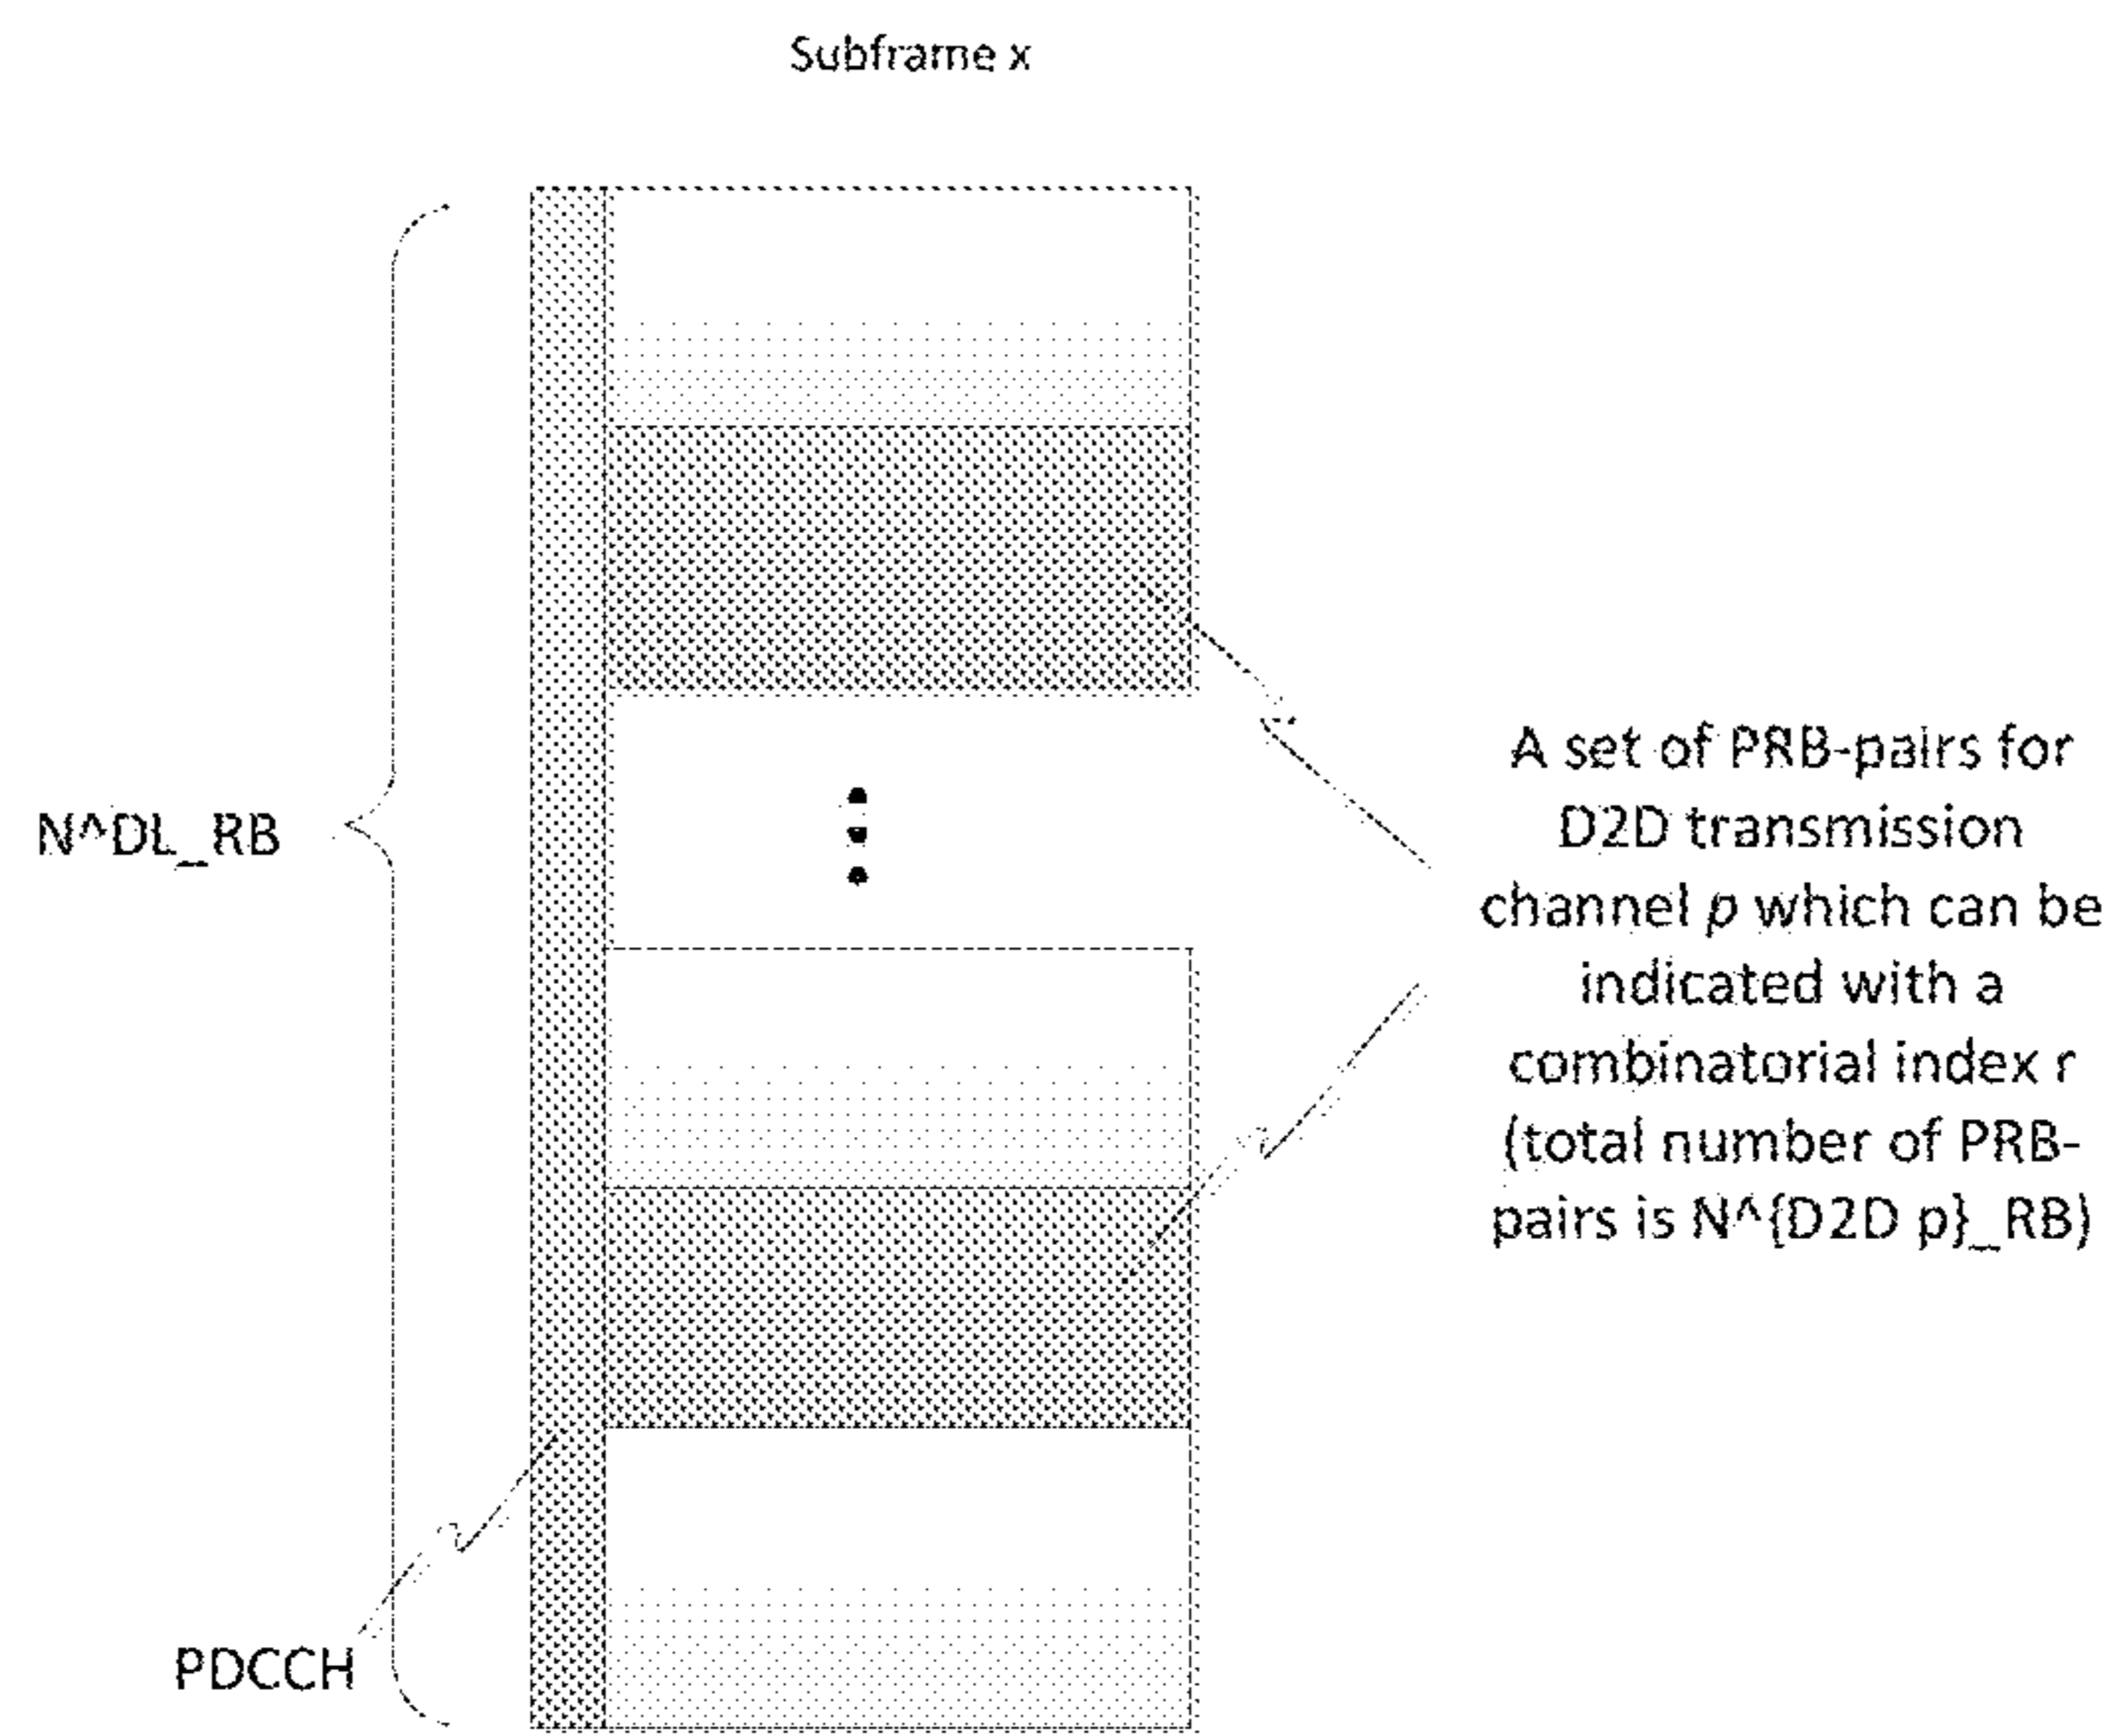 Subframe x
N^DL_RB
A set of PRB-pairs for
D2D transmission
channel p which can be
indicated with a
combinatorial index r
(total number of PRB-
pairs is N^{D2D p}_RB)
PDCCH